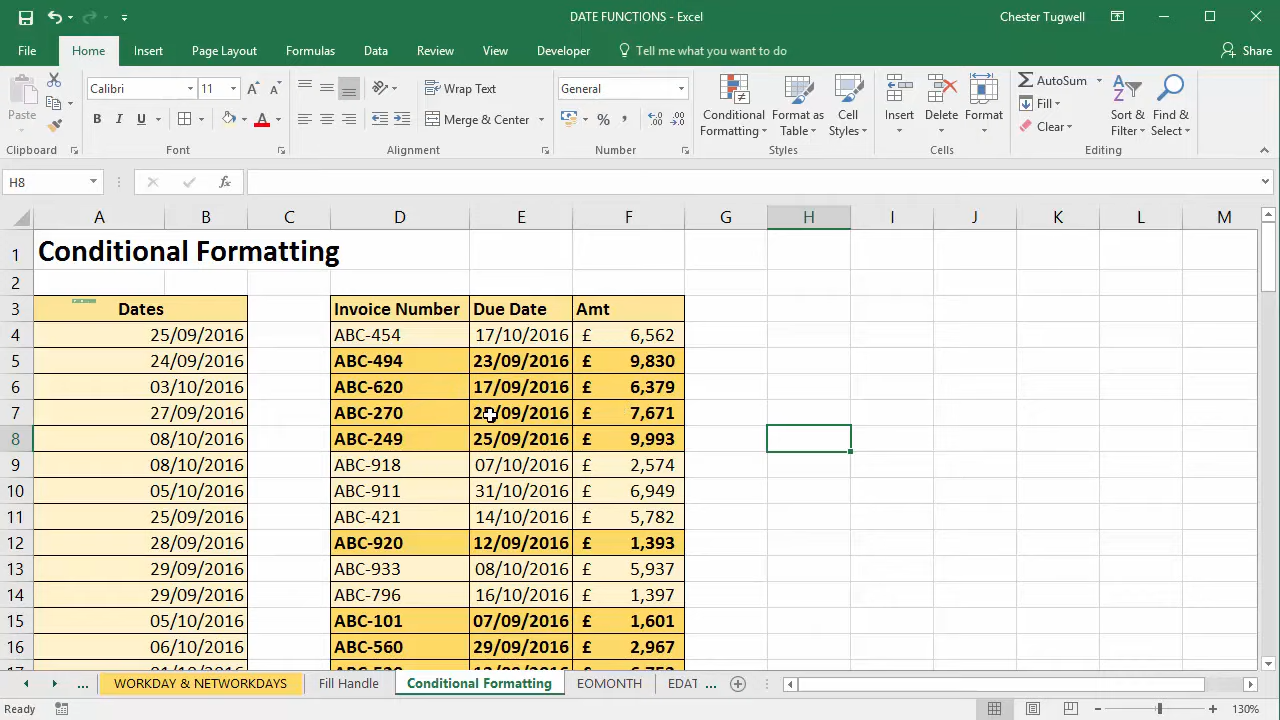 DATE FUNCTIONS - Excel
Chester Tugwell
File Home Insert Page Layout Formulas Data Review View Developer Tell me what you want to do Share
Paste
Calibri 11
B I U A
Wrap Text
Merge & Center
General
%
Conditional Formatting
Format as Table
Cell Styles
Insert Delete Format
AutoSum
Fill
Clear
Sort & Filter
Find & Select
Clipboard Font Alignment Number Styles Cells Editing
H8 fx
A B C D E F G H I J K L M
1 Conditional Formatting
2
3 Dates Invoice Number Due Date Amt
4 25/09/2016 ABC-454 17/10/2016 £ 6,562
5 24/09/2016 ABC-494 23/09/2016 £ 9,830
6 03/10/2016 ABC-620 17/09/2016 £ 6,379
7 27/09/2016 ABC-270 /09/2016 £ 7,671
8 08/10/2016 ABC-249 25/09/2016 £ 9,993
9 08/10/2016 ABC-918 07/10/2016 £ 2,574
10 05/10/2016 ABC-911 31/10/2016 £ 6,949
11 25/09/2016 ABC-421 14/10/2016 £ 5,782
12 28/09/2016 ABC-920 12/09/2016 £ 1,393
13 29/09/2016 ABC-933 08/10/2016 £ 5,937
14 29/09/2016 ABC-796 16/10/2016 £ 1,397
15 05/10/2016 ABC-101 07/09/2016 £ 1,601
16 06/10/2016 ABC-560 29/09/2016 £ 2,967
... WORKDAY & NETWORKDAYS Fill Handle Conditional Formatting EOMONTH EDAT ...
Ready 130%